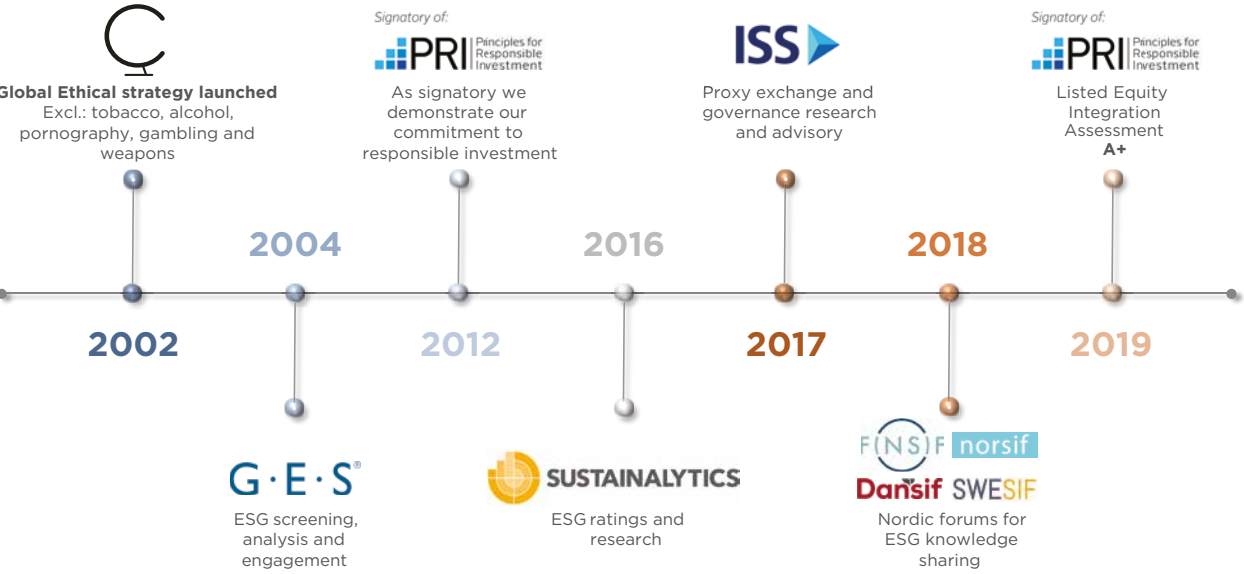 Global Ethical strategy launched
Excl.: tobacco, alcohol,
pornography, gambling and
weapons
Signatory of:
PRI Principles for
Responsible
Investment
As signatory we
demonstrate our
commitment to
responsible investment
ISS
Proxy exchange and
governance research
and advisory
Signatory of:
PRI Principles for
Responsible
Investment
Listed Equity
Integration
Assessment
A+
2004
2016
2018
2002
2012
2017
2019
G·E·S®
ESG screening,
analysis and
engagement
SUSTAINALYTICS
ESG ratings and
research
F(NS)F norsif
Dansif SWESIF
Nordic forums for
ESG knowledge
sharing